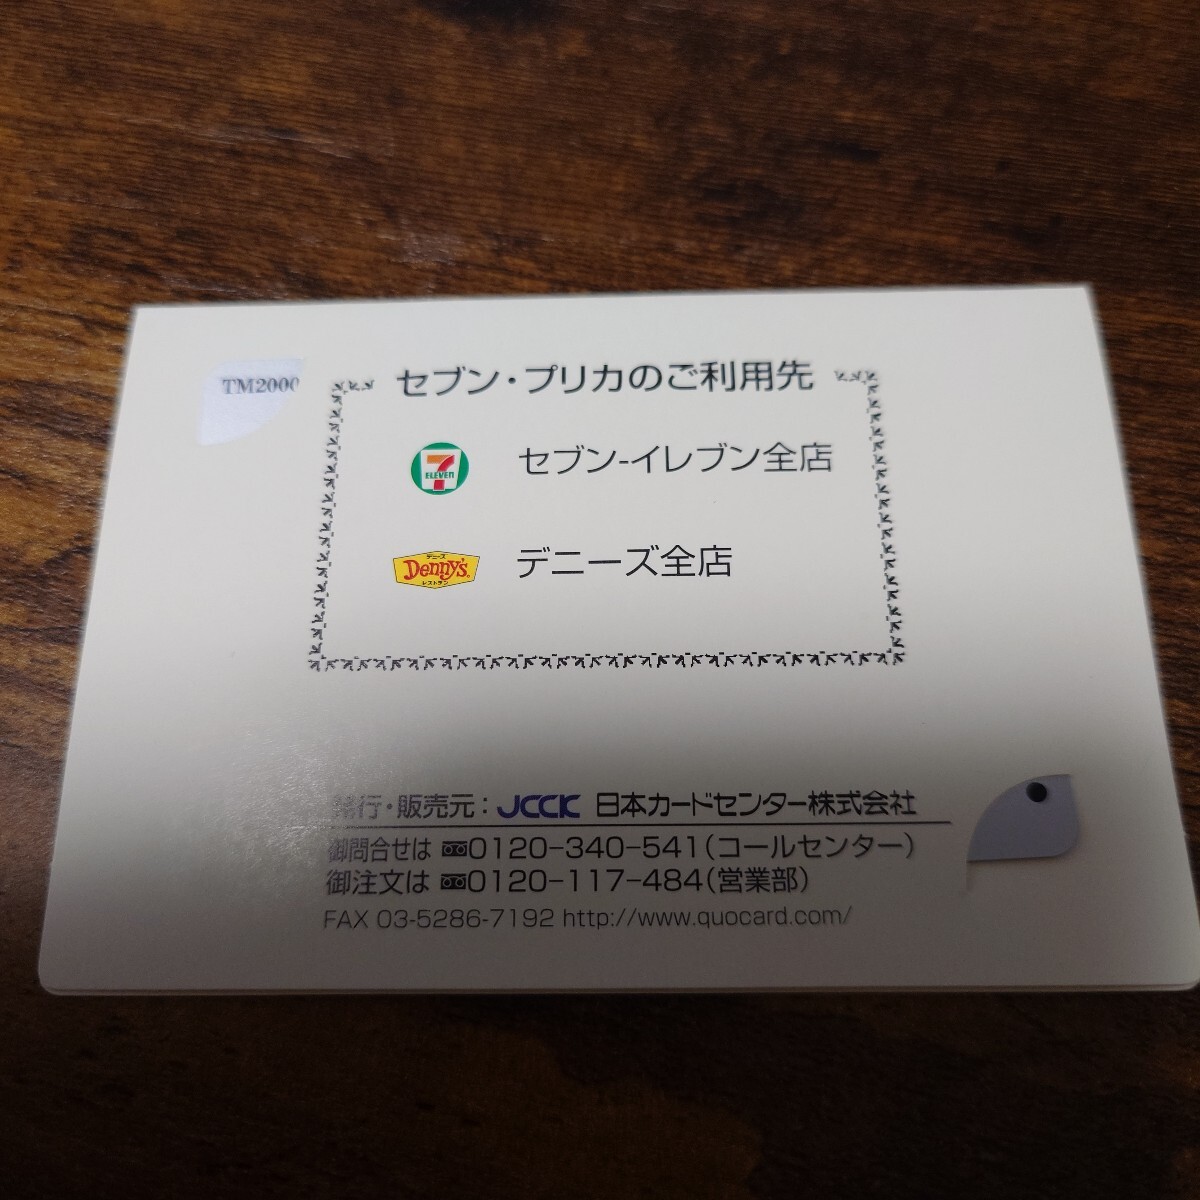 TM2000
セブン・プリカのご利用先
7 ELEVEN
セブン-イレブン全店
デニーズ
Denny's
レストラン
デニーズ全店
発行・販売元：JCCK 日本カードセンター株式会社
御問合せは 0120-340-541（コールセンター）
御注文は 0120-117-484（営業部）
FAX 03-5286-7192 http://www.quocard.com/